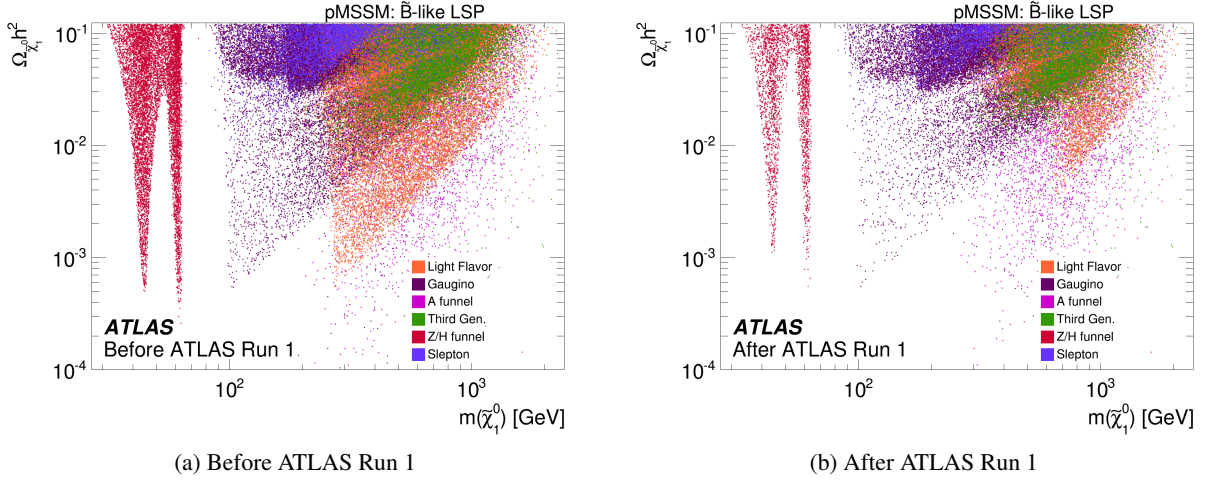 pMSSM: B̃-like LSP
Ω_χ̃₁⁰ h²
10⁻¹
10⁻²
10⁻³
10⁻⁴
Light Flavor
Gaugino
A funnel
Third Gen.
Z/H funnel
Slepton
ATLAS
Before ATLAS Run 1
10² 10³
m(χ̃₁⁰) [GeV]
(a) Before ATLAS Run 1
pMSSM: B̃-like LSP
Ω_χ̃₁⁰ h²
10⁻¹
10⁻²
10⁻³
10⁻⁴
Light Flavor
Gaugino
A funnel
Third Gen.
Z/H funnel
Slepton
ATLAS
After ATLAS Run 1
10² 10³
m(χ̃₁⁰) [GeV]
(b) After ATLAS Run 1